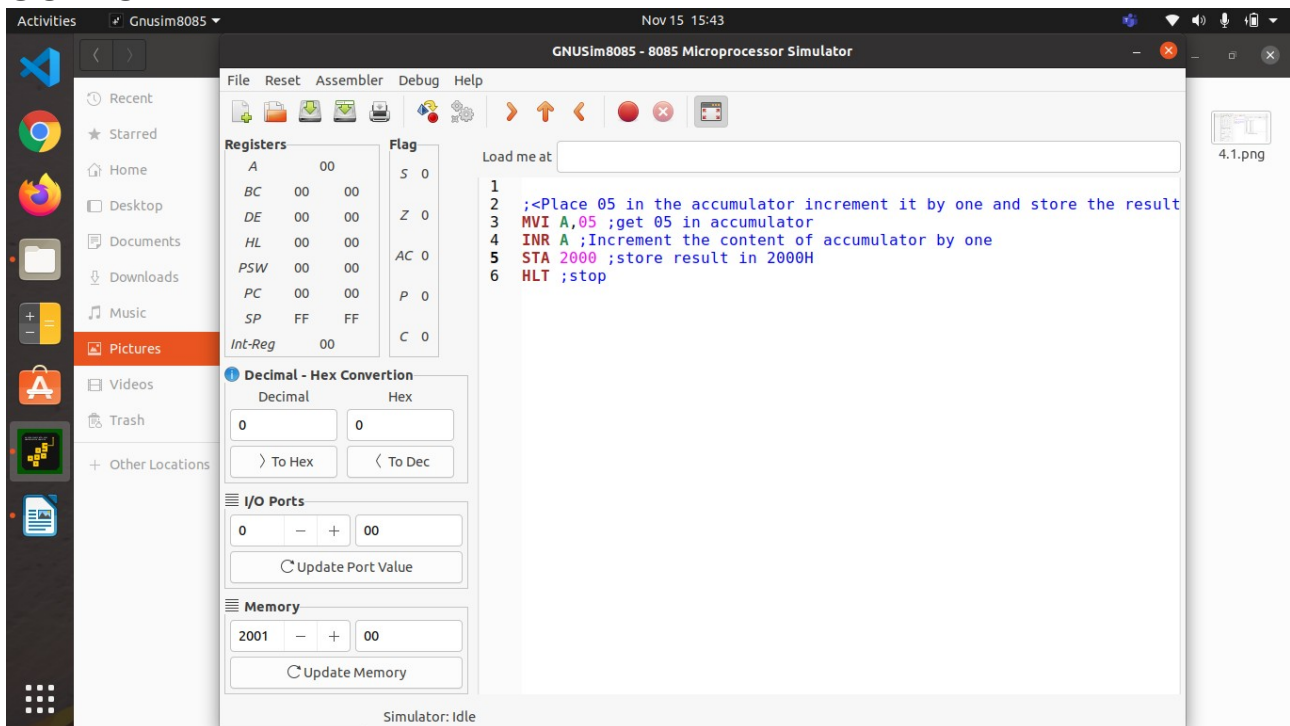 Activities Gnusim8085 Nov 15 15:43
GNUSim8085 - 8085 Microprocessor Simulator
File Reset Assembler Debug Help
Recent
Starred
Home
Desktop
Documents
Downloads
Music
Pictures
Videos
Trash
+ Other Locations
Registers
A 00
BC 00 00
DE 00 00
HL 00 00
PSW 00 00
PC 00 00
SP FF FF
Int-Reg 00
Flag
S 0
Z 0
AC 0
P 0
C 0
Decimal - Hex Convertion
Decimal Hex
0 0
To Hex To Dec
I/O Ports
0 − + 00
Update Port Value
Memory
2001 − + 00
Update Memory
Load me at
1
2 ;<Place 05 in the accumulator increment it by one and store the result
3 MVI A,05 ;get 05 in accumulator
4 INR A ;Increment the content of accumulator by one
5 STA 2000 ;store result in 2000H
6 HLT ;stop
Simulator: Idle
4.1.png